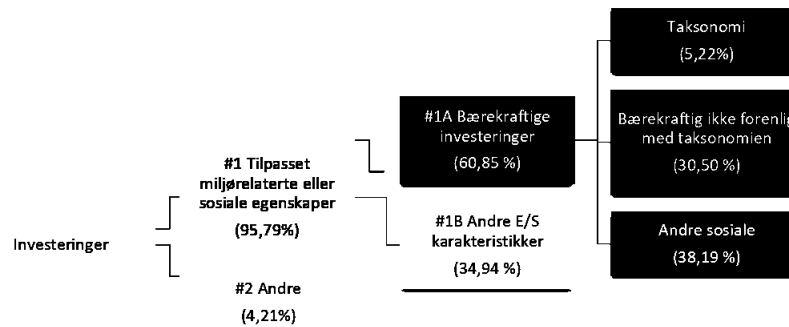 Investeringer
#1 Tilpasset
miljørelaterte eller
sosiale egenskaper
(95,79%)
#2 Andre
(4,21%)
#1A Bærekraftige
investeringer
(60,85 %)
#1B Andre E/S
karakteristikker
(34,94 %)
Taksonomi
(5,22%)
Bærekraftig ikke forenlig
med taksonomien
(30,50 %)
Andre sosiale
(38,19 %)